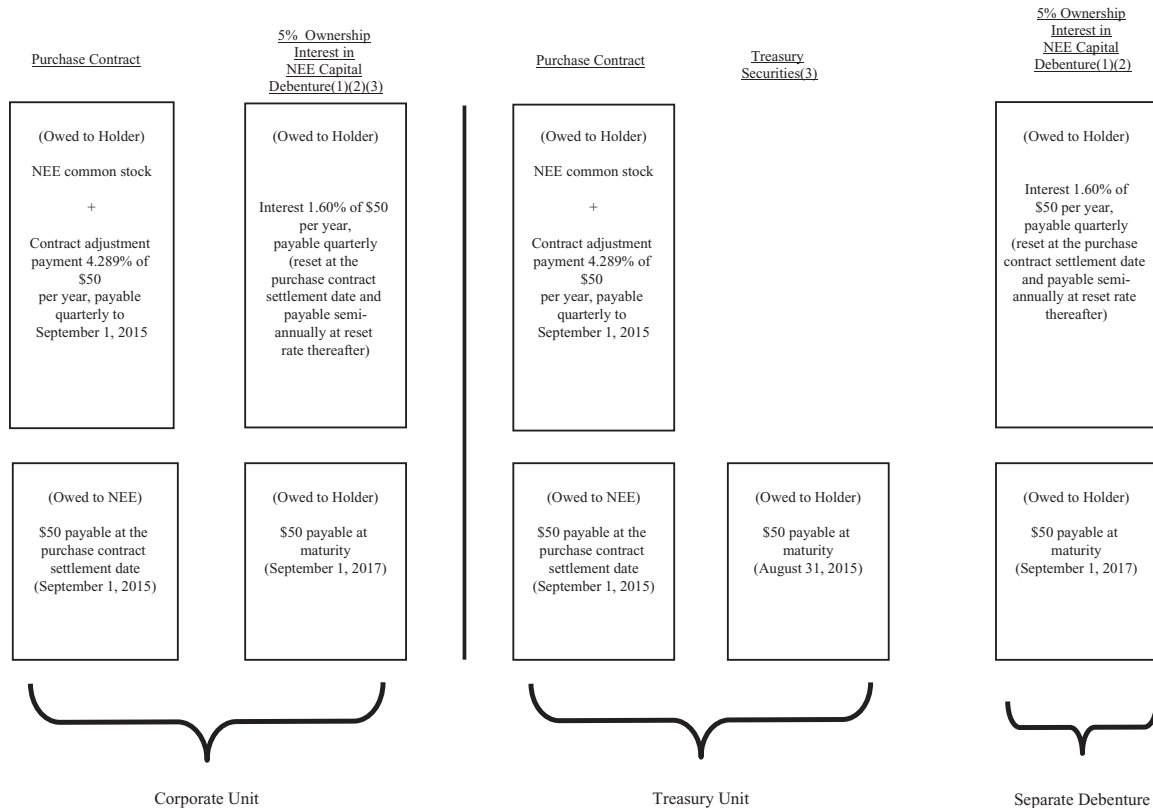 Purchase Contract
5% Ownership
Interest in
NEE Capital
Debenture(1)(2)(3)
(Owed to Holder)
NEE common stock
+
Contract adjustment
payment 4.289% of
$50
per year, payable
quarterly to
September 1, 2015
(Owed to Holder)
Interest 1.60% of $50
per year,
payable quarterly
(reset at the
purchase contract
settlement date and
payable semi-
annually at reset
rate thereafter)
(Owed to NEE)
$50 payable at the
purchase contract
settlement date
(September 1, 2015)
(Owed to Holder)
$50 payable at
maturity
(September 1, 2017)
Corporate Unit
Purchase Contract
Treasury
Securities(3)
(Owed to Holder)
NEE common stock
+
Contract adjustment
payment 4.289% of
$50
per year, payable
quarterly to
September 1, 2015
(Owed to NEE)
$50 payable at the
purchase contract
settlement date
(September 1, 2015)
(Owed to Holder)
$50 payable at
maturity
(August 31, 2015)
Treasury Unit
5% Ownership
Interest in
NEE Capital
Debenture(1)(2)
(Owed to Holder)
Interest 1.60% of
$50 per year,
payable quarterly
(reset at the purchase
contract settlement date
and payable semi-
annually at reset rate
thereafter)
(Owed to Holder)
$50 payable at
maturity
(September 1, 2017)
Separate Debenture